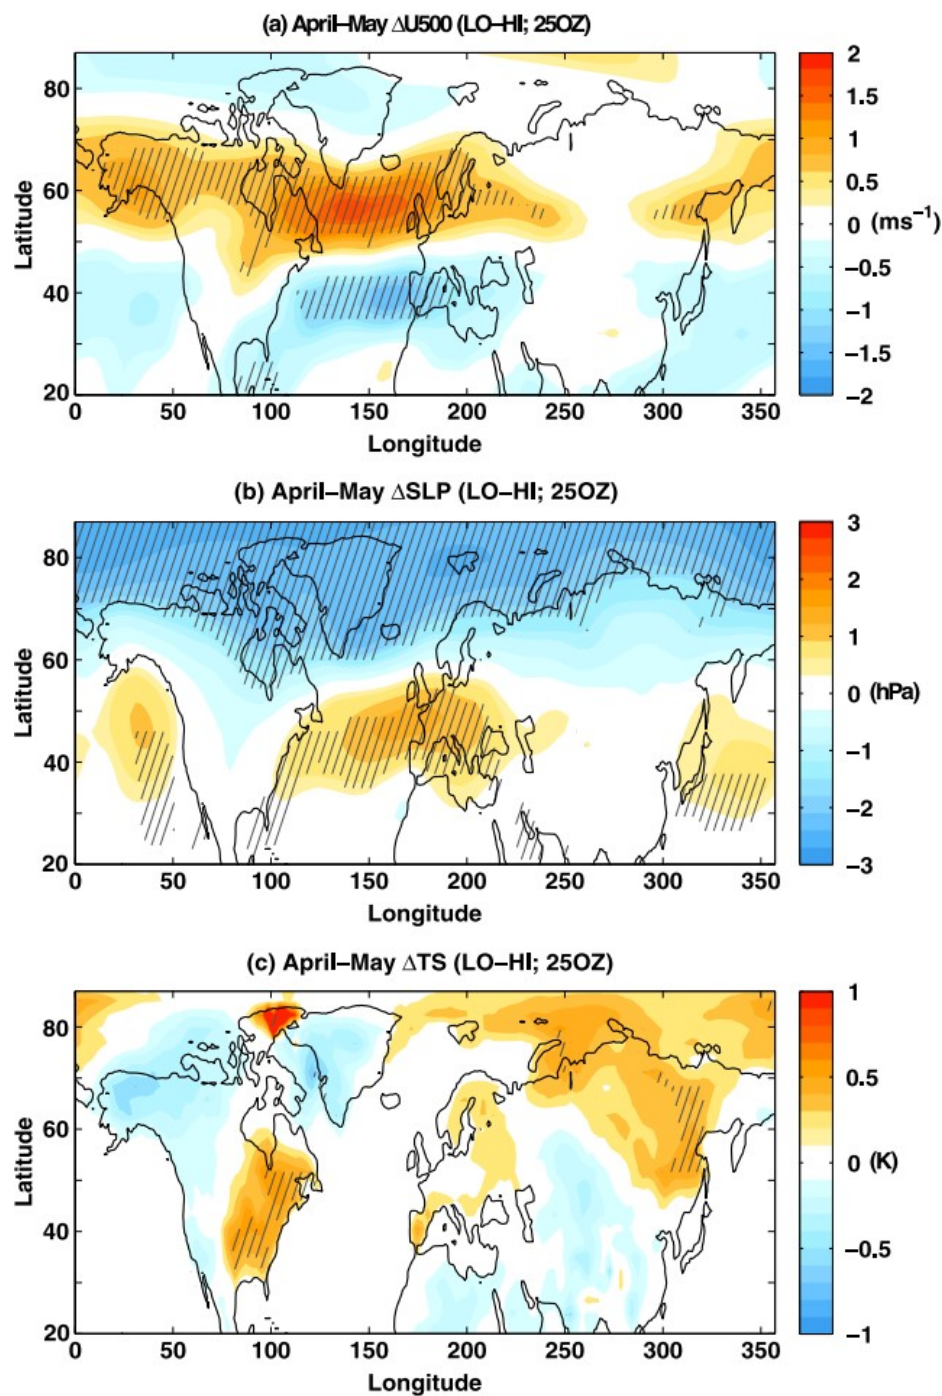 (a) April–May ΔU500 (LO–HI; 25OZ)
80
60
40
20
Latitude
0 50 100 150 200 250 300 350
Longitude
2
1.5
1
0.5
0 (ms⁻¹)
−0.5
−1
−1.5
−2
(b) April–May ΔSLP (LO–HI; 25OZ)
80
60
40
20
Latitude
0 50 100 150 200 250 300 350
Longitude
3
2
1
0 (hPa)
−1
−2
−3
(c) April–May ΔTS (LO–HI; 25OZ)
80
60
40
20
Latitude
0 50 100 150 200 250 300 350
Longitude
1
0.5
0 (K)
−0.5
−1